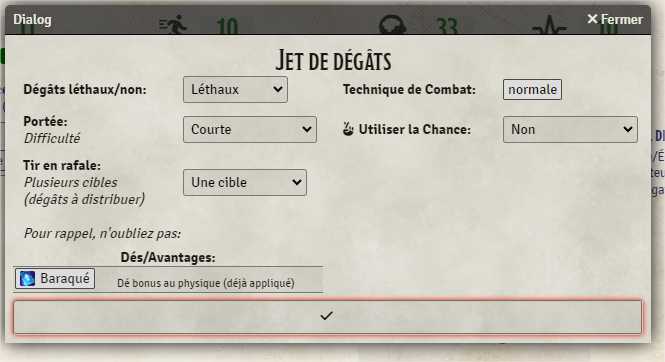 Dialog
✕ Fermer
10
33
JET DE DÉGÂTS
Dégâts léthaux/non: Léthaux
Technique de Combat: normale
Portée:
Difficulté
Courte
Utiliser la Chance: Non
Tir en rafale:
Plusieurs cibles
(dégâts à distribuer)
Une cible
Pour rappel, n'oubliez pas:
Dés/Avantages:
Baraqué
Dé bonus au physique (déjà appliqué)